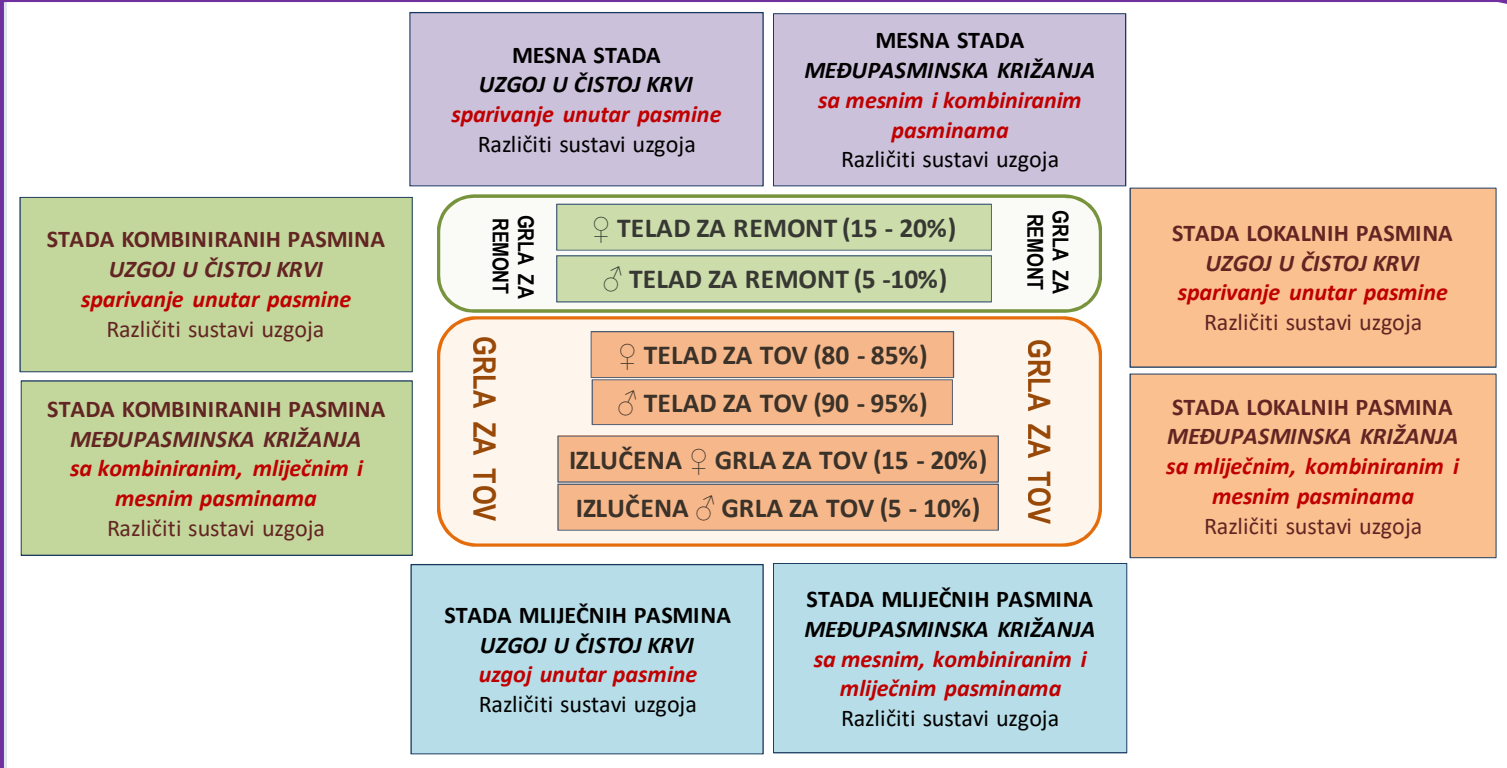 MESNA STADA
UZGOJ U ČISTOJ KRVI
sparivanje unutar pasmine
Različiti sustavi uzgoja
MESNA STADA
MEĐUPASMINSKA KRIŽANJA
sa mesnim i kombiniranim
pasminama
Različiti sustavi uzgoja
STADA KOMBINIRANIH PASMINA
UZGOJ U ČISTOJ KRVI
sparivanje unutar pasmine
Različiti sustavi uzgoja
GRLA ZA
REMONT
♀ TELAD ZA REMONT (15 - 20%)
♂ TELAD ZA REMONT (5 -10%)
GRLA ZA
REMONT
STADA LOKALNIH PASMINA
UZGOJ U ČISTOJ KRVI
sparivanje unutar pasmine
Različiti sustavi uzgoja
STADA KOMBINIRANIH PASMINA
MEĐUPASMINSKA KRIŽANJA
sa kombiniranim, mliječnim i
mesnim pasminama
Različiti sustavi uzgoja
GRLA ZA TOV
♀ TELAD ZA TOV (80 - 85%)
♂ TELAD ZA TOV (90 - 95%)
IZLUČENA ♀ GRLA ZA TOV (15 - 20%)
IZLUČENA ♂ GRLA ZA TOV (5 - 10%)
GRLA ZA TOV
STADA LOKALNIH PASMINA
MEĐUPASMINSKA KRIŽANJA
sa mliječnim, kombiniranim i
mesnim pasminama
Različiti sustavi uzgoja
STADA MLIJEČNIH PASMINA
UZGOJ U ČISTOJ KRVI
uzgoj unutar pasmine
Različiti sustavi uzgoja
STADA MLIJEČNIH PASMINA
MEĐUPASMINSKA KRIŽANJA
sa mesnim, kombiniranim i
mliječnim pasminama
Različiti sustavi uzgoja